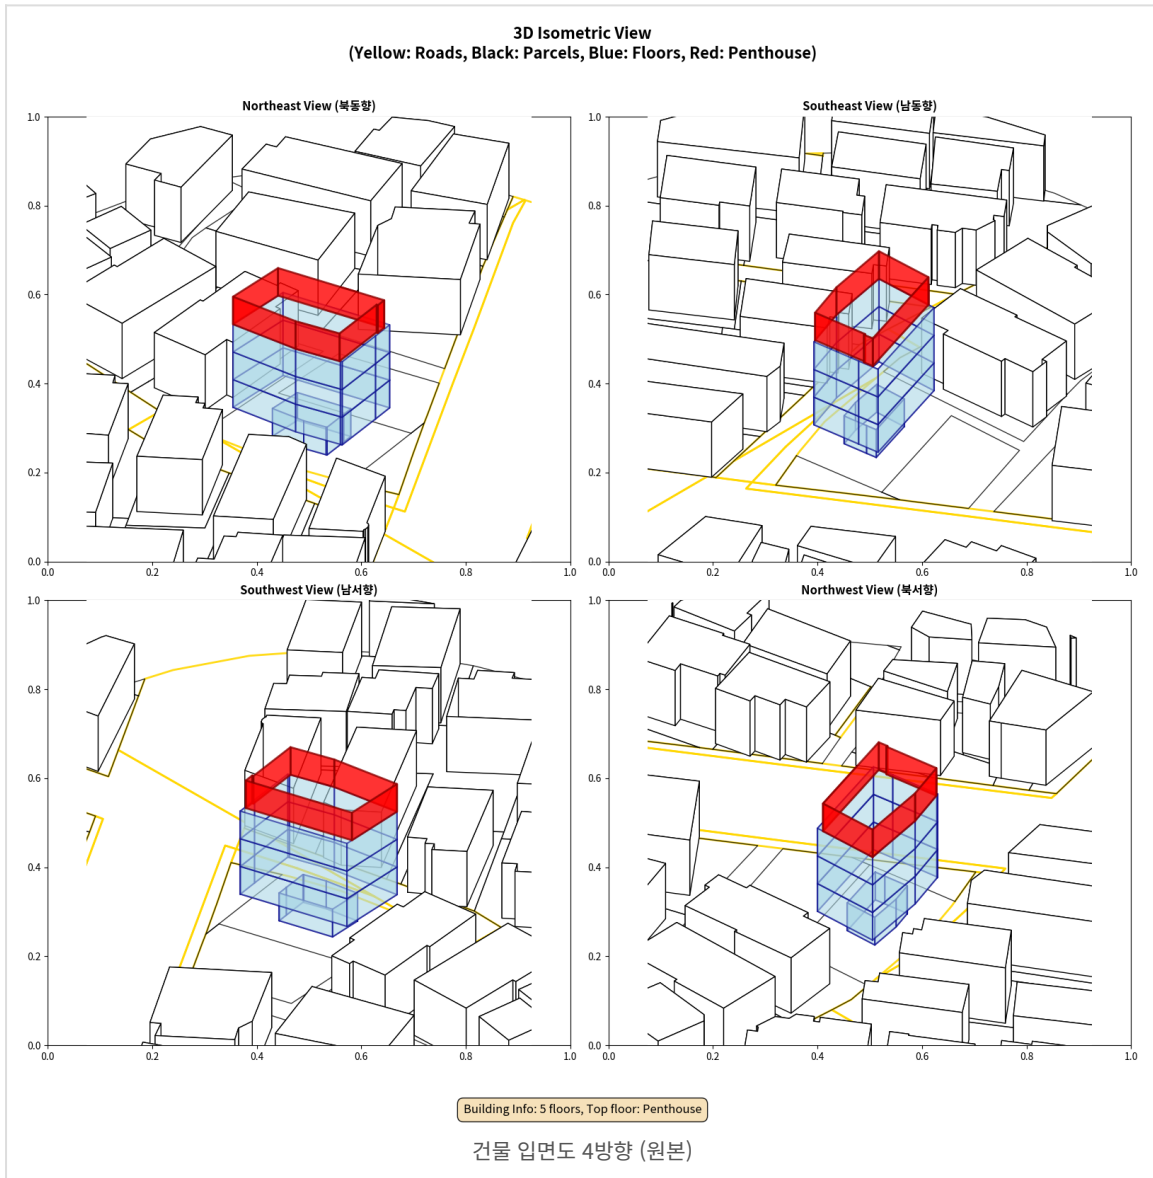 3D Isometric View
(Yellow: Roads, Black: Parcels, Blue: Floors, Red: Penthouse)
Northeast View (북동향)
1.0
0.8
0.6
0.4
0.2
0.0
0.0 0.2 0.4 0.6 0.8 1.0
Southeast View (남동향)
1.0
0.8
0.6
0.4
0.2
0.0
0.0 0.2 0.4 0.6 0.8 1.0
Southwest View (남서향)
1.0
0.8
0.6
0.4
0.2
0.0
0.0 0.2 0.4 0.6 0.8 1.0
Northwest View (북서향)
1.0
0.8
0.6
0.4
0.2
0.0
0.0 0.2 0.4 0.6 0.8 1.0
Building Info: 5 floors, Top floor: Penthouse
건물 입면도 4방향 (원본)